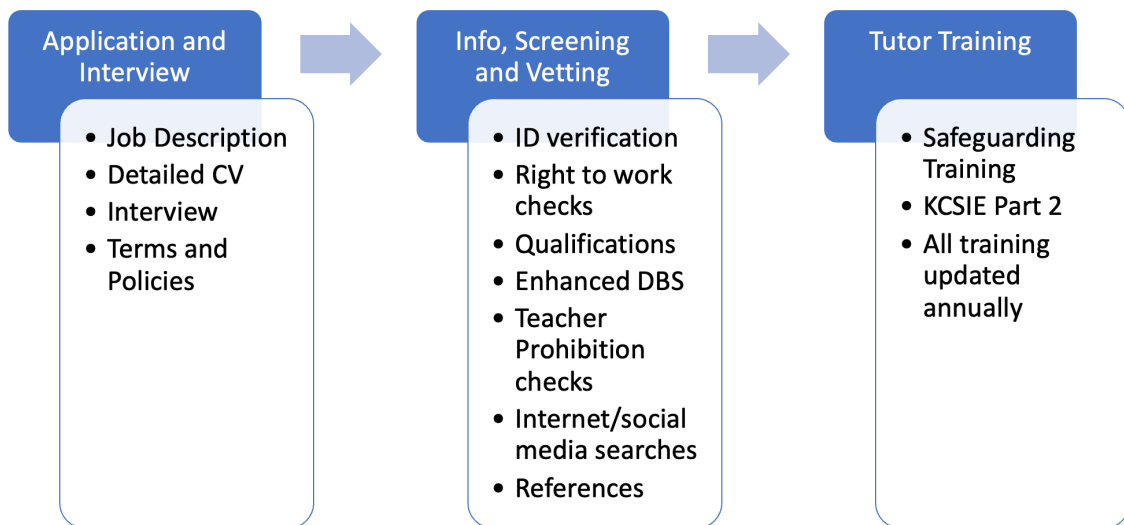 Application and
Interview
• Job Description
• Detailed CV
• Interview
• Terms and
Policies
Info, Screening
and Vetting
• ID verification
• Right to work
checks
• Qualifications
• Enhanced DBS
• Teacher
Prohibition
checks
• Internet/social
media searches
• References
Tutor Training
• Safeguarding
Training
• KCSIE Part 2
• All training
updated
annually